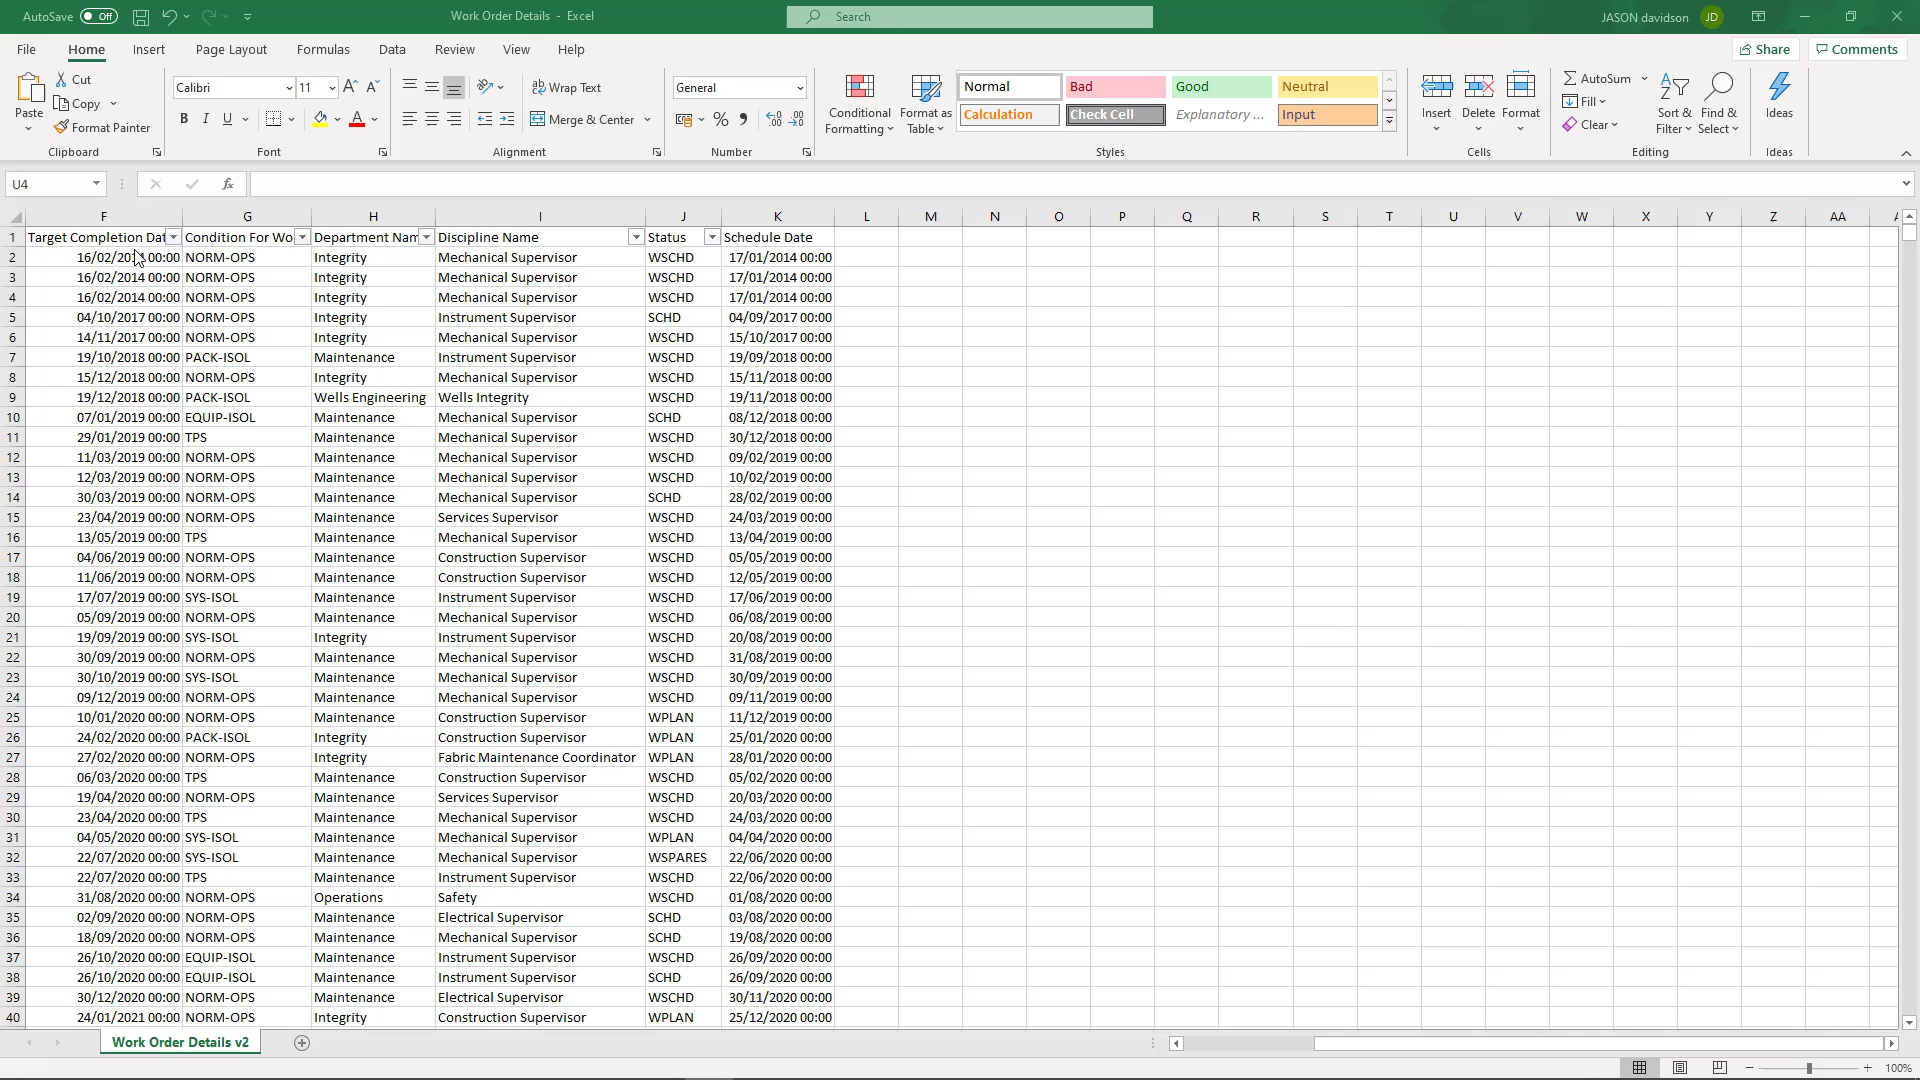 AutoSave Off Work Order Details - Excel Search JASON davidson JD
File Home Insert Page Layout Formulas Data Review View Help Share Comments
Paste Cut Copy Format Painter Clipboard
Calibri 11 A A B I U A Font
Wrap Text Merge & Center Alignment
General % Number
Conditional Formatting Format as Table Normal Bad Good Neutral Calculation Check Cell Explanatory ... Input Styles
Insert Delete Format Cells
AutoSum Fill Clear Sort & Filter Find & Select Editing
Ideas Ideas
U4 fx
F G H I J K L M N O P Q R S T U V W X Y Z AA
1 Target Completion Dat Condition For Wo Department Nam Discipline Name Status Schedule Date
2 16/02/2014 00:00 NORM-OPS Integrity Mechanical Supervisor WSCHD 17/01/2014 00:00
3 16/02/2014 00:00 NORM-OPS Integrity Mechanical Supervisor WSCHD 17/01/2014 00:00
4 16/02/2014 00:00 NORM-OPS Integrity Mechanical Supervisor WSCHD 17/01/2014 00:00
5 04/10/2017 00:00 NORM-OPS Integrity Instrument Supervisor SCHD 04/09/2017 00:00
6 14/11/2017 00:00 NORM-OPS Integrity Mechanical Supervisor WSCHD 15/10/2017 00:00
7 19/10/2018 00:00 PACK-ISOL Maintenance Instrument Supervisor WSCHD 19/09/2018 00:00
8 15/12/2018 00:00 NORM-OPS Integrity Mechanical Supervisor WSCHD 15/11/2018 00:00
9 19/12/2018 00:00 PACK-ISOL Wells Engineering Wells Integrity WSCHD 19/11/2018 00:00
10 07/01/2019 00:00 EQUIP-ISOL Maintenance Mechanical Supervisor SCHD 08/12/2018 00:00
11 29/01/2019 00:00 TPS Maintenance Mechanical Supervisor WSCHD 30/12/2018 00:00
12 11/03/2019 00:00 NORM-OPS Maintenance Mechanical Supervisor WSCHD 09/02/2019 00:00
13 12/03/2019 00:00 NORM-OPS Maintenance Mechanical Supervisor WSCHD 10/02/2019 00:00
14 30/03/2019 00:00 NORM-OPS Maintenance Mechanical Supervisor SCHD 28/02/2019 00:00
15 23/04/2019 00:00 NORM-OPS Maintenance Services Supervisor WSCHD 24/03/2019 00:00
16 13/05/2019 00:00 TPS Maintenance Mechanical Supervisor WSCHD 13/04/2019 00:00
17 04/06/2019 00:00 NORM-OPS Maintenance Construction Supervisor WSCHD 05/05/2019 00:00
18 11/06/2019 00:00 NORM-OPS Maintenance Construction Supervisor WSCHD 12/05/2019 00:00
19 17/07/2019 00:00 SYS-ISOL Maintenance Instrument Supervisor WSCHD 17/06/2019 00:00
20 05/09/2019 00:00 NORM-OPS Maintenance Mechanical Supervisor WSCHD 06/08/2019 00:00
21 19/09/2019 00:00 SYS-ISOL Integrity Instrument Supervisor WSCHD 20/08/2019 00:00
22 30/09/2019 00:00 NORM-OPS Maintenance Mechanical Supervisor WSCHD 31/08/2019 00:00
23 30/10/2019 00:00 SYS-ISOL Maintenance Mechanical Supervisor WSCHD 30/09/2019 00:00
24 09/12/2019 00:00 NORM-OPS Maintenance Mechanical Supervisor WSCHD 09/11/2019 00:00
25 10/01/2020 00:00 NORM-OPS Maintenance Construction Supervisor WPLAN 11/12/2019 00:00
26 24/02/2020 00:00 PACK-ISOL Integrity Construction Supervisor WPLAN 25/01/2020 00:00
27 27/02/2020 00:00 NORM-OPS Integrity Fabric Maintenance Coordinator WPLAN 28/01/2020 00:00
28 06/03/2020 00:00 TPS Maintenance Construction Supervisor WSCHD 05/02/2020 00:00
29 19/04/2020 00:00 NORM-OPS Maintenance Services Supervisor WSCHD 20/03/2020 00:00
30 23/04/2020 00:00 TPS Maintenance Mechanical Supervisor WSCHD 24/03/2020 00:00
31 04/05/2020 00:00 SYS-ISOL Maintenance Mechanical Supervisor WPLAN 04/04/2020 00:00
32 22/07/2020 00:00 SYS-ISOL Maintenance Mechanical Supervisor WSPARES 22/06/2020 00:00
33 22/07/2020 00:00 TPS Maintenance Instrument Supervisor WSCHD 22/06/2020 00:00
34 31/08/2020 00:00 NORM-OPS Operations Safety WSCHD 01/08/2020 00:00
35 02/09/2020 00:00 NORM-OPS Maintenance Electrical Supervisor SCHD 03/08/2020 00:00
36 18/09/2020 00:00 NORM-OPS Maintenance Mechanical Supervisor SCHD 19/08/2020 00:00
37 26/10/2020 00:00 EQUIP-ISOL Maintenance Instrument Supervisor WSCHD 26/09/2020 00:00
38 26/10/2020 00:00 EQUIP-ISOL Maintenance Instrument Supervisor SCHD 26/09/2020 00:00
39 30/12/2020 00:00 NORM-OPS Maintenance Electrical Supervisor WSCHD 30/11/2020 00:00
40 24/01/2021 00:00 NORM-OPS Integrity Construction Supervisor WPLAN 25/12/2020 00:00
Work Order Details v2
100%